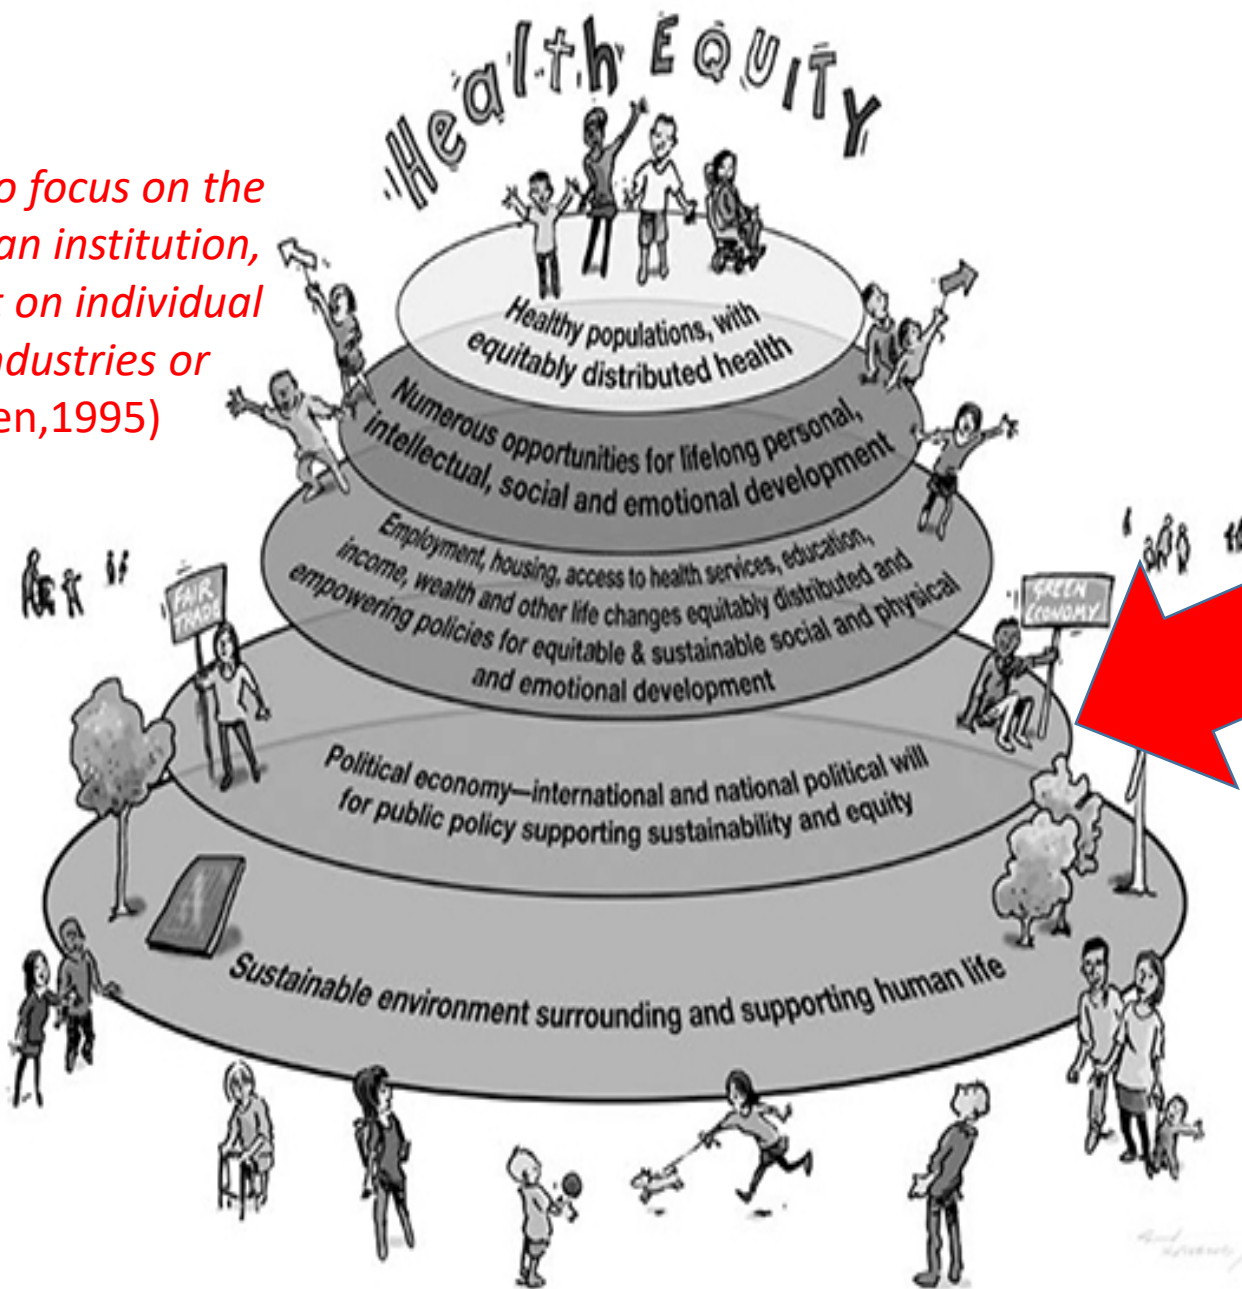 Health EQUITY
o focus on the
an institution,
t on individual
ndustries or
en,1995)
Healthy populations, with
equitably distributed health
Numerous opportunities for lifelong personal,
intellectual, social and emotional development
Employment, housing, access to health services, education,
income, wealth and other life changes equitably distributed and
empowering policies for equitable & sustainable social and physical
and emotional development
FAIR
TRADE
GREEN
ECONOMY
Political economy—international and national political will
for public policy supporting sustainability and equity
Sustainable environment surrounding and supporting human life